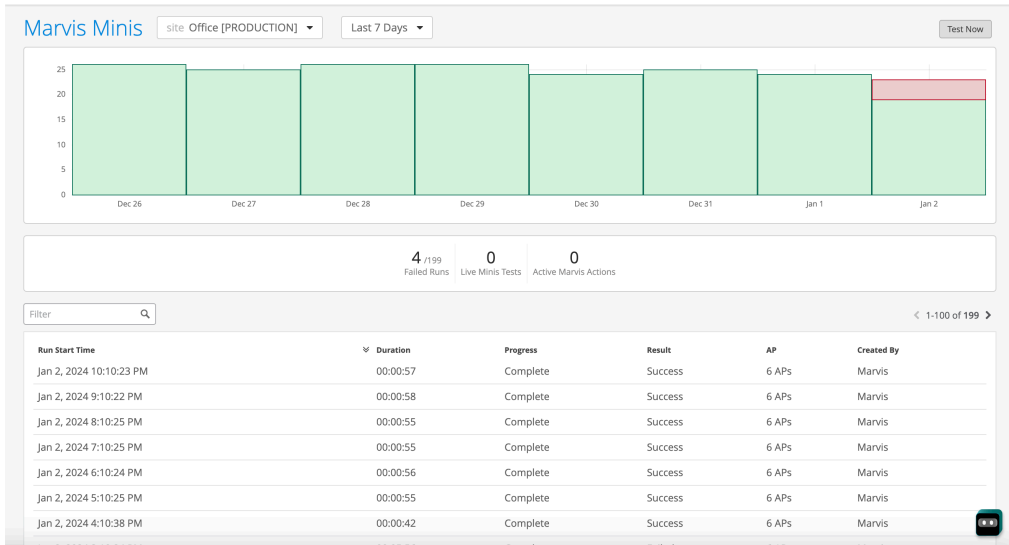 Marvis Minis
site Office [PRODUCTION]
Last 7 Days
Test Now
25
20
15
10
5
0
Dec 26 Dec 27 Dec 28 Dec 29 Dec 30 Dec 31 Jan 1 Jan 2
4 /199 0 0
Failed Runs Live Minis Tests Active Marvis Actions
Filter
1-100 of 199
Run Start Time Duration Progress Result AP Created By
Jan 2, 2024 10:10:23 PM 00:00:57 Complete Success 6 APs Marvis
Jan 2, 2024 9:10:22 PM 00:00:58 Complete Success 6 APs Marvis
Jan 2, 2024 8:10:25 PM 00:00:55 Complete Success 6 APs Marvis
Jan 2, 2024 7:10:25 PM 00:00:55 Complete Success 6 APs Marvis
Jan 2, 2024 6:10:24 PM 00:00:56 Complete Success 6 APs Marvis
Jan 2, 2024 5:10:25 PM 00:00:55 Complete Success 6 APs Marvis
Jan 2, 2024 4:10:38 PM 00:00:42 Complete Success 6 APs Marvis